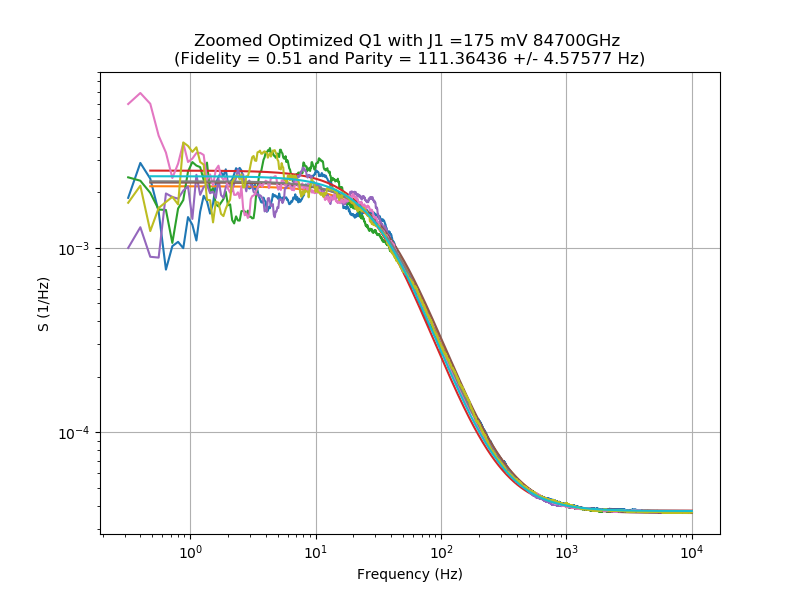 Zoomed Optimized Q1 with J1 =175 mV 84700GHz
(Fidelity = 0.51 and Parity = 111.36436 +/- 4.57577 Hz)
S (1/Hz)
10⁻³
10⁻⁴
10⁰ 10¹ 10² 10³ 10⁴
Frequency (Hz)